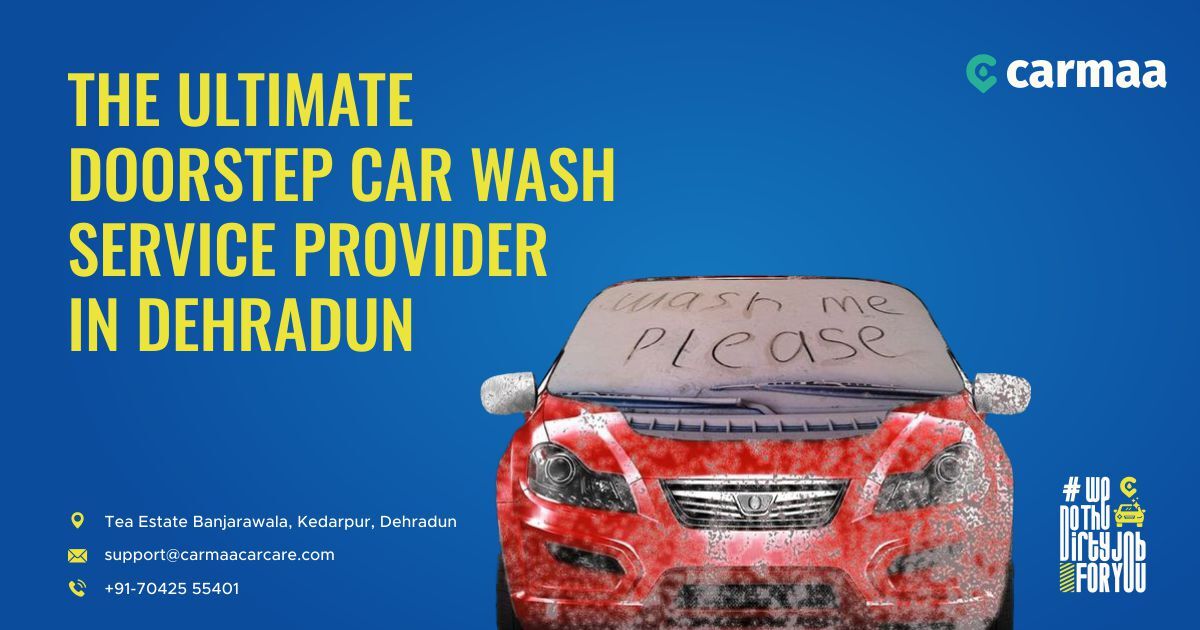 THE ULTIMATE
DOORSTEP CAR WASH
SERVICE PROVIDER
IN DEHRADUN
carmaa
wash me
PLease
Tea Estate Banjarawala, Kedarpur, Dehradun
support@carmaacarcare.com
+91-70425 55401
# we
Do The
Dirty Job
FOR YOU